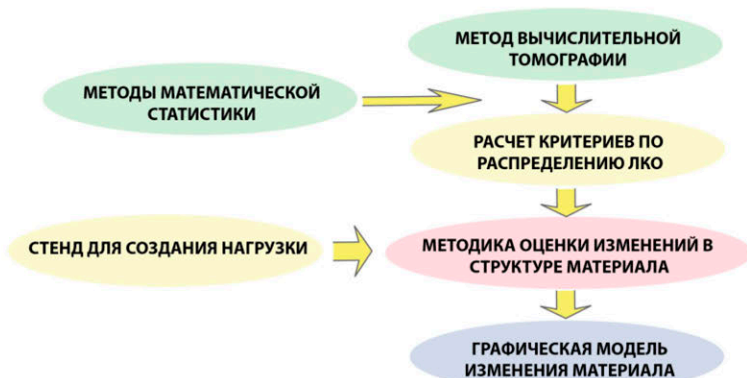 МЕТОД ВЫЧИСЛИТЕЛЬНОЙ
ТОМОГРАФИИ
МЕТОДЫ МАТЕМАТИЧЕСКОЙ
СТАТИСТИКИ
РАСЧЕТ КРИТЕРИЕВ ПО
РАСПРЕДЕЛЕНИЮ ЛКО
СТЕНД ДЛЯ СОЗДАНИЯ НАГРУЗКИ
МЕТОДИКА ОЦЕНКИ ИЗМЕНЕНИЙ В
СТРУКТУРЕ МАТЕРИАЛА
ГРАФИЧЕСКАЯ МОДЕЛЬ
ИЗМЕНЕНИЯ МАТЕРИАЛА